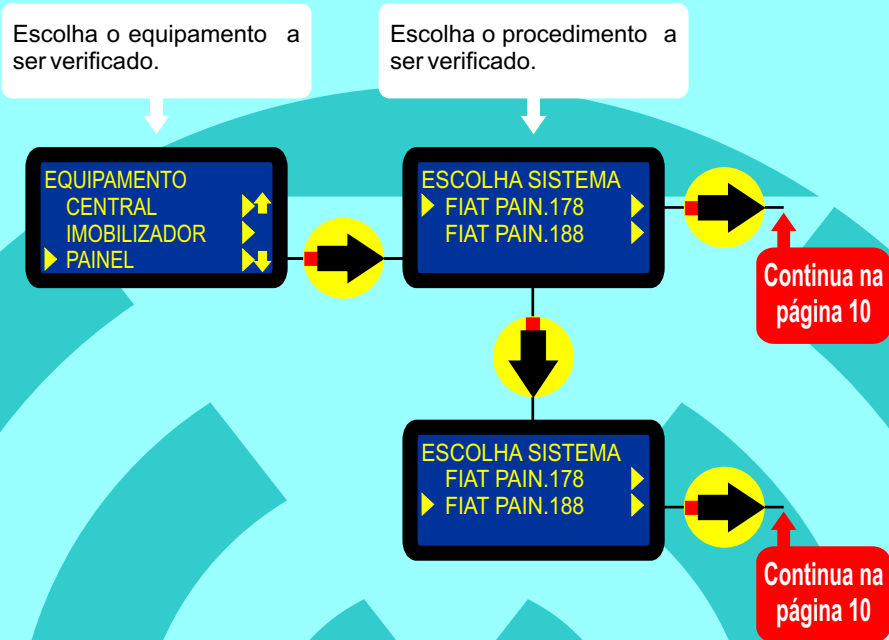 Escolha o equipamento a
ser verificado.
Escolha o procedimento a
ser verificado.
EQUIPAMENTO
CENTRAL
IMOBILIZADOR
PAINEL
ESCOLHA SISTEMA
FIAT PAIN.178
FIAT PAIN.188
Continua na
página 10
ESCOLHA SISTEMA
FIAT PAIN.178
FIAT PAIN.188
Continua na
página 10